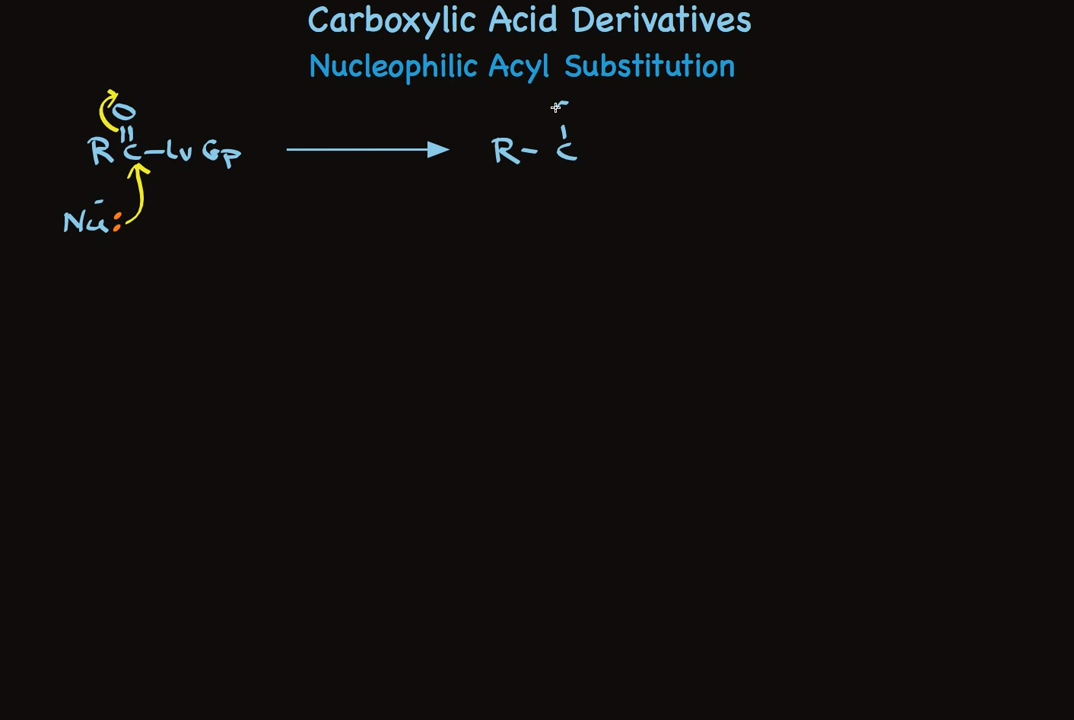 Carboxylic Acid Derivatives
Nucleophilic Acyl Substitution
O
R C - Lv Gp
R - C
Nu:⁻